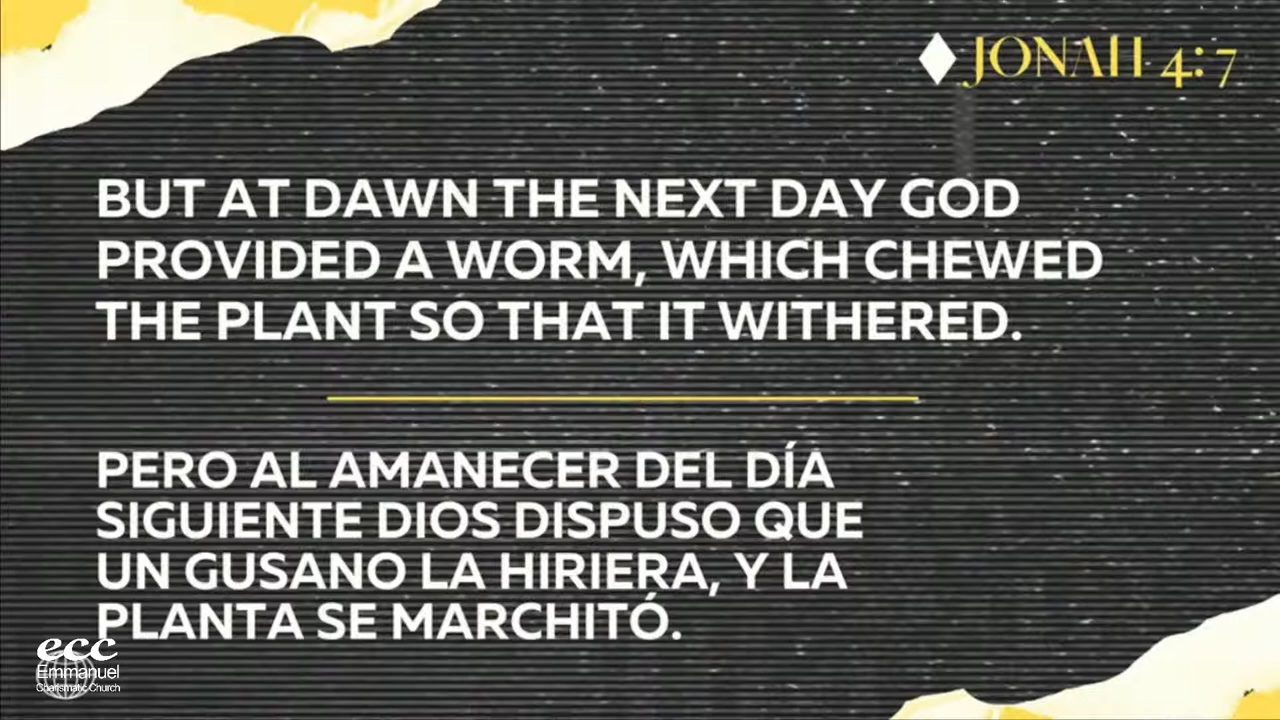 JONAH 4:7
BUT AT DAWN THE NEXT DAY GOD
PROVIDED A WORM, WHICH CHEWED
THE PLANT SO THAT IT WITHERED.
PERO AL AMANECER DEL DÍA
SIGUIENTE DIOS DISPUSO QUE
UN GUSANO LA HIRIERA, Y LA
PLANTA SE MARCHITÓ.
ecc
Emmanuel
Charismatic Church